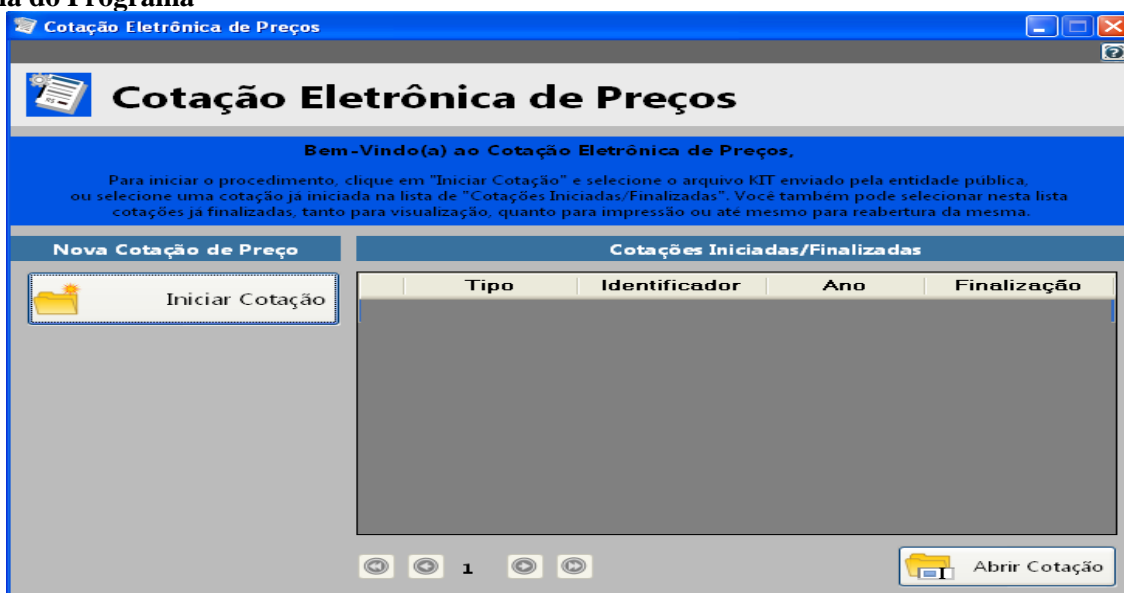 do Programa
Cotação Eletrônica de Preços
Cotação Eletrônica de Preços
Bem-Vindo(a) ao Cotação Eletrônica de Preços,
Para iniciar o procedimento, clique em "Iniciar Cotação" e selecione o arquivo KIT enviado pela entidade pública,
ou selecione uma cotação já iniciada na lista de "Cotações Iniciadas/Finalizadas". Você também pode selecionar nesta lista
cotações já finalizadas, tanto para visualização, quanto para impressão ou até mesmo para reabertura da mesma.
Nova Cotação de Preço
Cotações Iniciadas/Finalizadas
Iniciar Cotação
Tipo Identificador Ano Finalização
1
Abrir Cotação